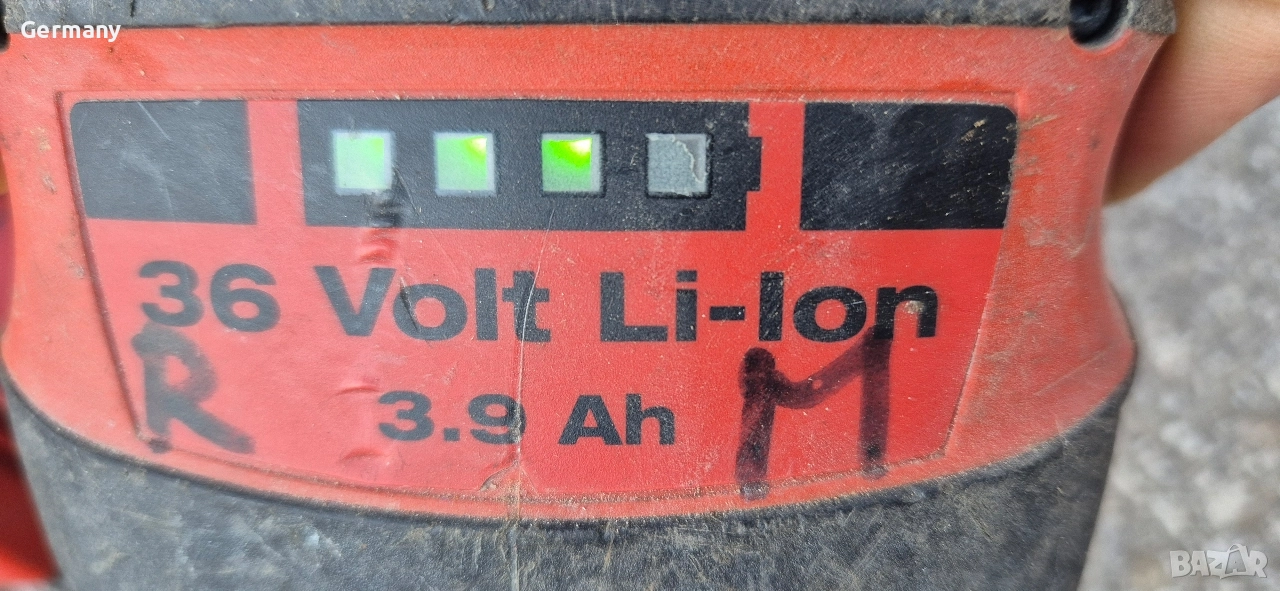 Germany
36 Volt Li-Ion
R 3.9 Ah M
BAZAR